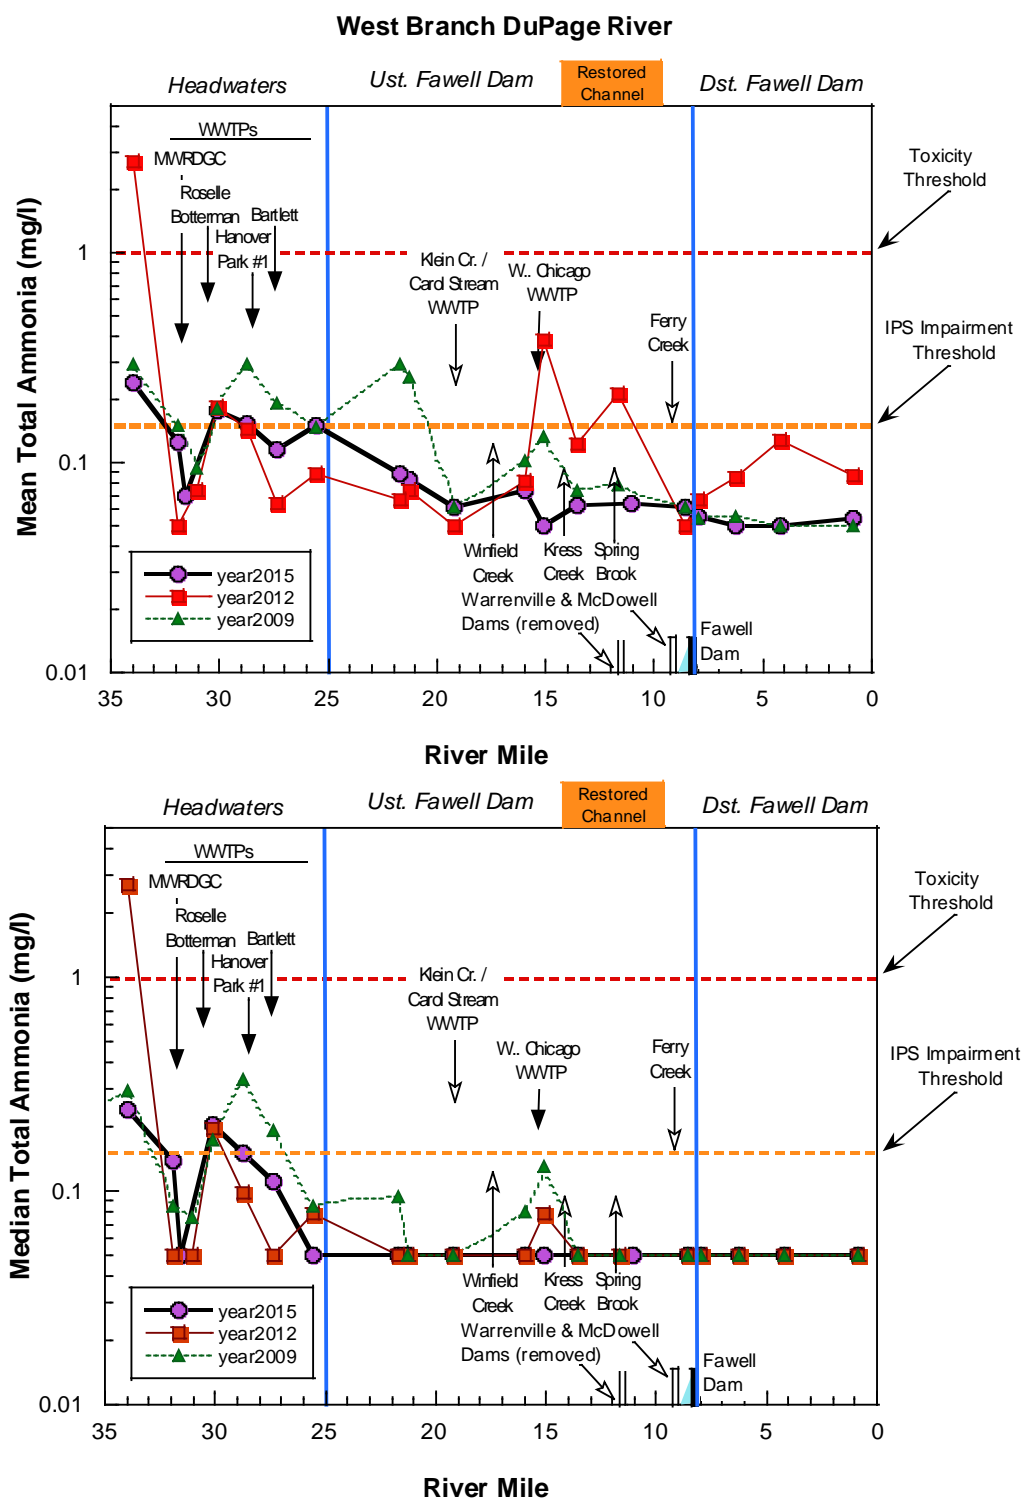 West Branch DuPage River
Headwaters
Ust. Fawell Dam
Restored
Channel
Dst. Fawell Dam
WWTPs
MWRDGC
Roselle
Botterman
Hanover
Park #1
Bartlett
Klein Cr. /
Carol Stream
WWTP
W.. Chicago
WWTP
Ferry
Creek
Toxicity
Threshold
IPS Impairment
Threshold
Mean Total Ammonia (mg/l)
1
0.1
0.01
year2015
year2012
year2009
Winfield
Creek
Kress
Creek
Spring
Brook
Warrenville & McDowell
Dams (removed)
Fawell
Dam
35 30 25 20 15 10 5 0
River Mile
Headwaters
Ust. Fawell Dam
Restored
Channel
Dst. Fawell Dam
WWTPs
MWRDGC
Roselle
Botterman
Hanover
Park #1
Bartlett
Klein Cr. /
Carol Stream
WWTP
W.. Chicago
WWTP
Ferry
Creek
Toxicity
Threshold
IPS Impairment
Threshold
Median Total Ammonia (mg/l)
1
0.1
0.01
year2015
year2012
year2009
Winfield
Creek
Kress
Creek
Spring
Brook
Warrenville & McDowell
Dams (removed)
Fawell
Dam
35 30 25 20 15 10 5 0
River Mile